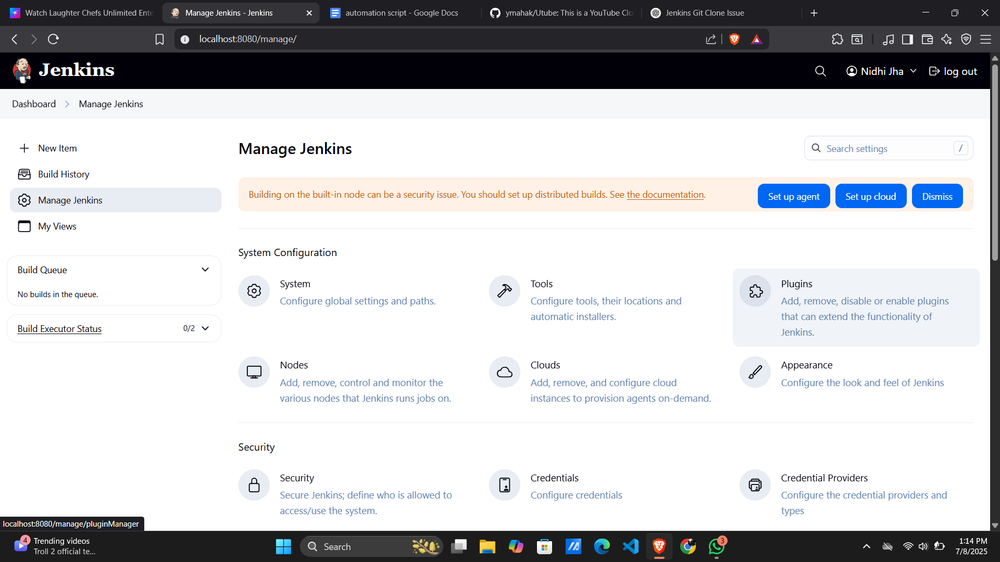 Watch Laughter Chefs Unlimited Ente
Manage Jenkins - Jenkins
automation script - Google Docs
ymahak/Utube: This is a YouTube Clo
Jenkins Git Clone Issue
localhost:8080/manage/
Jenkins
Nidhi Jha
log out
Dashboard
Manage Jenkins
New Item
Build History
Manage Jenkins
My Views
Build Queue
No builds in the queue.
Build Executor Status
0/2
Manage Jenkins
Search settings
/
Building on the built-in node can be a security issue. You should set up distributed builds. See the documentation.
Set up agent
Set up cloud
Dismiss
System Configuration
System
Configure global settings and paths.
Tools
Configure tools, their locations and
automatic installers.
Plugins
Add, remove, disable or enable plugins
that can extend the functionality of
Jenkins.
Nodes
Add, remove, control and monitor the
various nodes that Jenkins runs jobs on.
Clouds
Add, remove, and configure cloud
instances to provision agents on-demand.
Appearance
Configure the look and feel of Jenkins
Security
Security
Secure Jenkins; define who is allowed to
access/use the system.
Credentials
Configure credentials
Credential Providers
Configure the credential providers and
types
localhost:8080/manage/pluginManager
4
Trending videos
Troll 2 official te...
Search
3
1:14 PM
7/8/2025